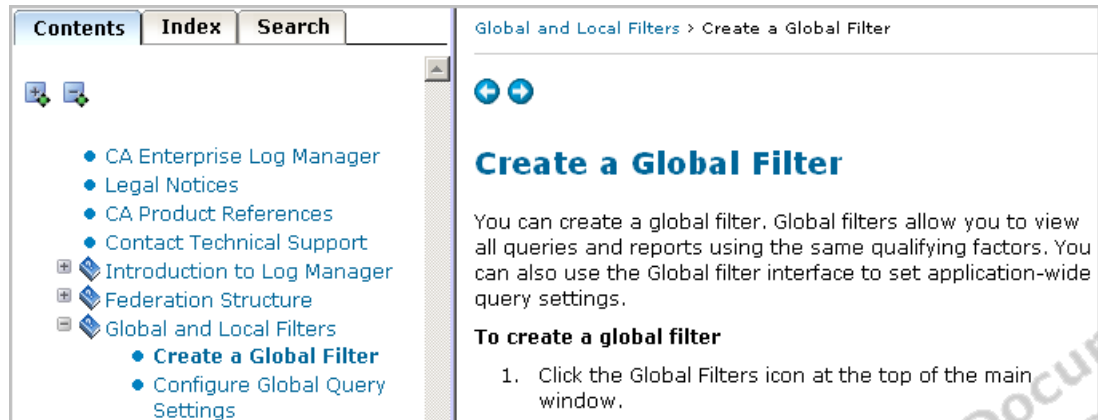 Contents Index Search
CA Enterprise Log Manager
Legal Notices
CA Product References
Contact Technical Support
Introduction to Log Manager
Federation Structure
Global and Local Filters
Create a Global Filter
Configure Global Query
Settings
Global and Local Filters > Create a Global Filter
Create a Global Filter
You can create a global filter. Global filters allow you to view
all queries and reports using the same qualifying factors. You
can also use the Global filter interface to set application-wide
query settings.
To create a global filter
1. Click the Global Filters icon at the top of the main
window.